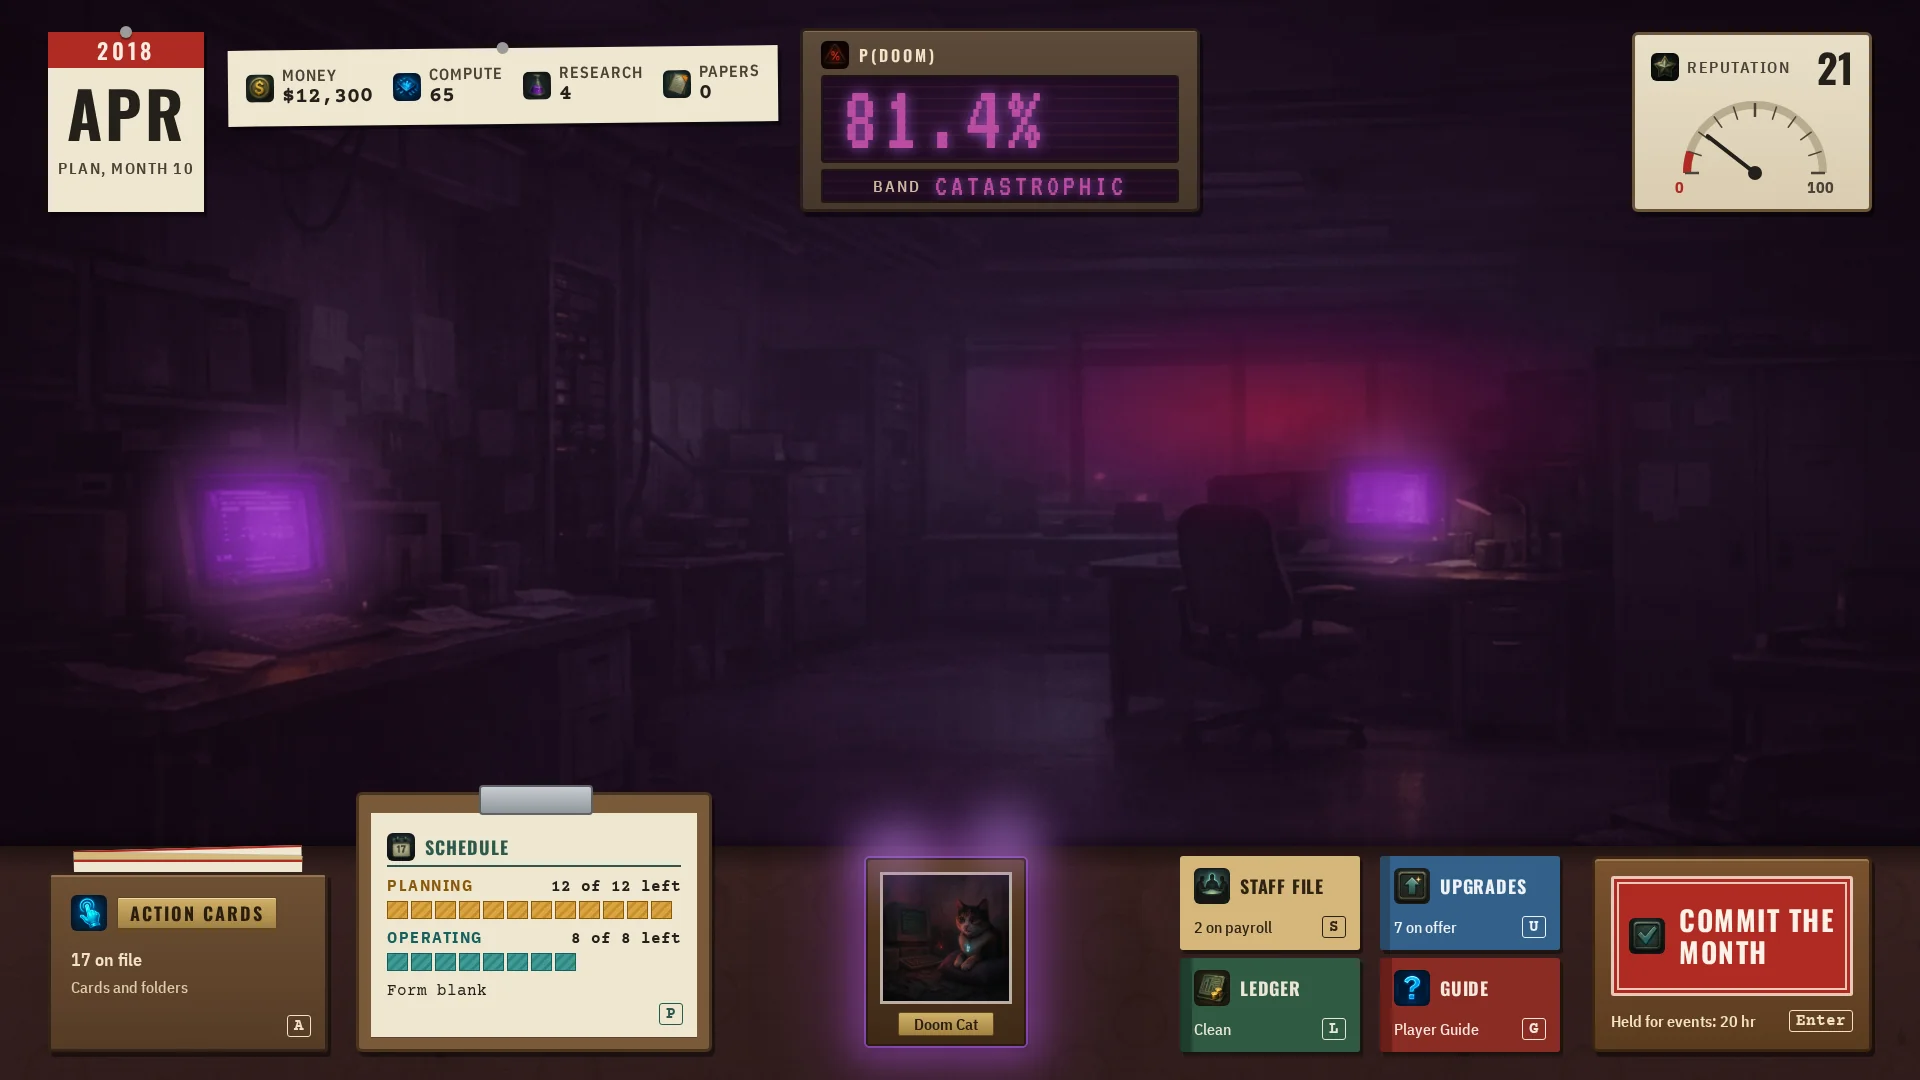 2018
APR
PLAN, MONTH 10
MONEY
$12,300
COMPUTE
65
RESEARCH
4
PAPERS
0
P(DOOM)
81.4%
BAND CATASTROPHIC
REPUTATION 21
0 100
ACTION CARDS
17 on file
Cards and folders
A
17 SCHEDULE
PLANNING 12 of 12 left
OPERATING 8 of 8 left
Form blank
P
Doom Cat
STAFF FILE
2 on payroll S
UPGRADES
7 on offer U
LEDGER
Clean L
GUIDE
Player Guide G
COMMIT THE
MONTH
Held for events: 20 hr Enter